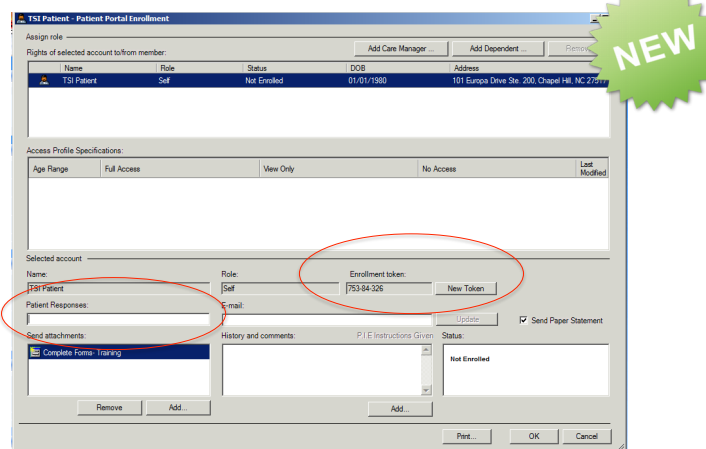 TSI Patient - Patient Portal Enrollment
NEW
Assign role
Rights of selected account to/from member:
Add Care Manager ...
Add Dependent ...
Name Role Status DOB Address
TSI Patient Self Not Enrolled 01/01/1980 101 Europa Drive Ste. 200, Chapel Hill, NC 27517
Access Profile Specifications:
Age Range Full Access View Only No Access Last Modified
Selected account
Name: Role: Enrollment token:
TSI Patient Self 753-84-326 New Token
Patient Responses: E-mail:
Update Send Paper Statement
Send attachments: History and comments: P I E Instructions Given Status:
Complete Forms- Training
Not Enrolled
Remove Add... Add...
Print... OK Cancel